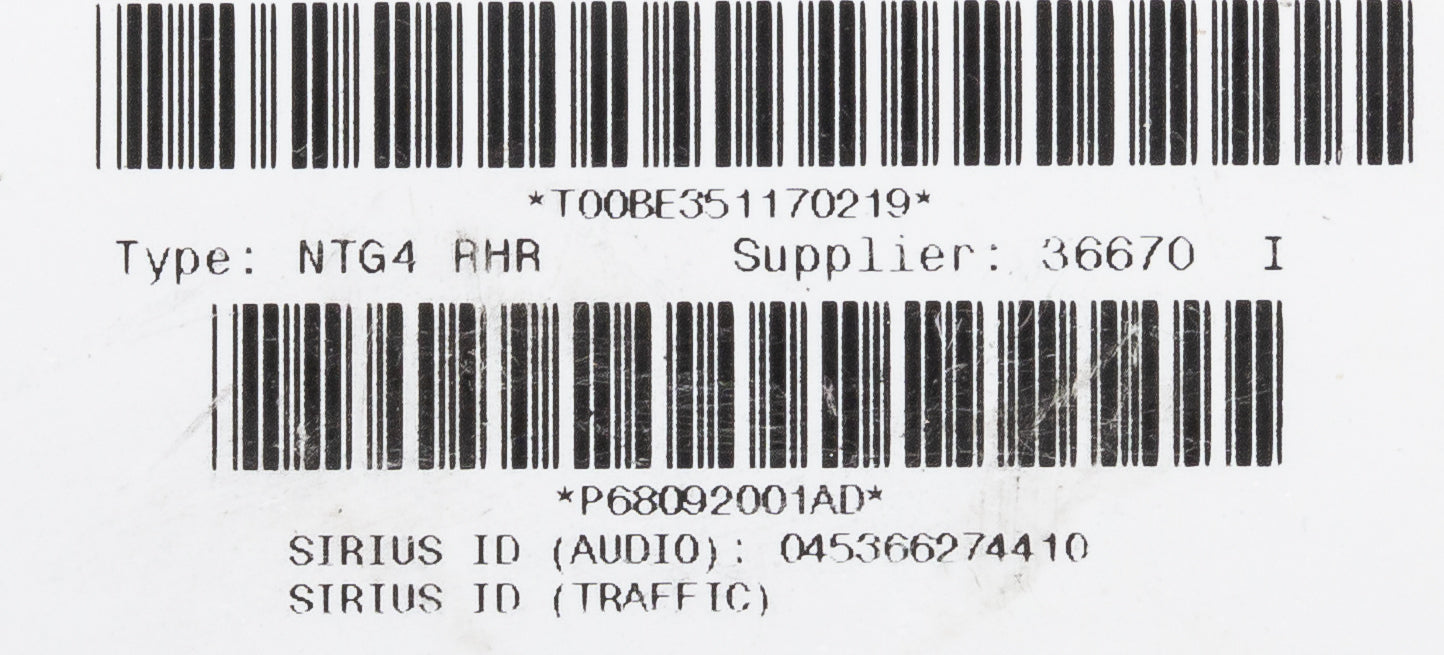 *T00BE351170219*
Type: NTG4 RHR Supplier: 36670 I
*P68092001AD*
SIRIUS ID (AUDIO): 045366274410
SIRIUS ID (TRAFFIC)